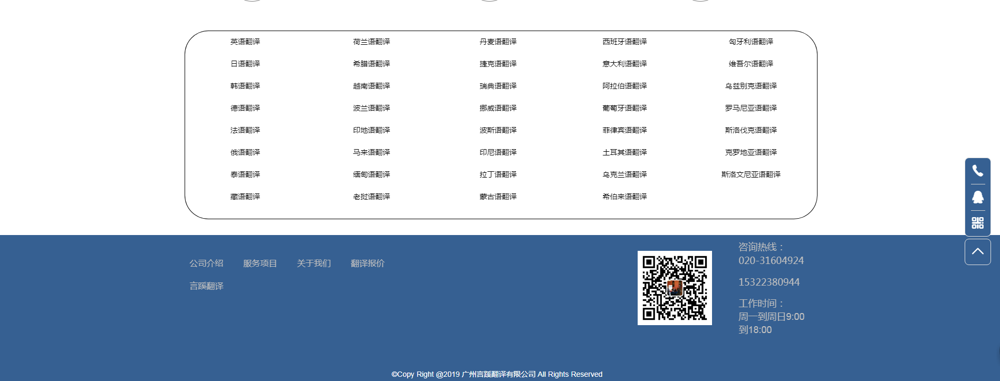 英语翻译 荷兰语翻译 丹麦语翻译 西班牙语翻译 匈牙利语翻译
日语翻译 希腊语翻译 捷克语翻译 意大利语翻译 维吾尔语翻译
韩语翻译 越南语翻译 瑞典语翻译 阿拉伯语翻译 乌兹别克语翻译
德语翻译 波兰语翻译 挪威语翻译 葡萄牙语翻译 罗马尼亚语翻译
法语翻译 印地语翻译 波斯语翻译 菲律宾语翻译 斯洛伐克语翻译
俄语翻译 马来语翻译 印尼语翻译 土耳其语翻译 克罗地亚语翻译
泰语翻译 缅甸语翻译 拉丁语翻译 乌克兰语翻译 斯洛文尼亚语翻译
藏语翻译 老挝语翻译 蒙古语翻译 希伯来语翻译
公司介绍 服务项目 关于我们 翻译报价
言蹊翻译
咨询热线：
020-31604924
15322380944
工作时间：
周一到周日9:00
到18:00
©Copy Right @2019 广州言蹊翻译有限公司 All Rights Reserved